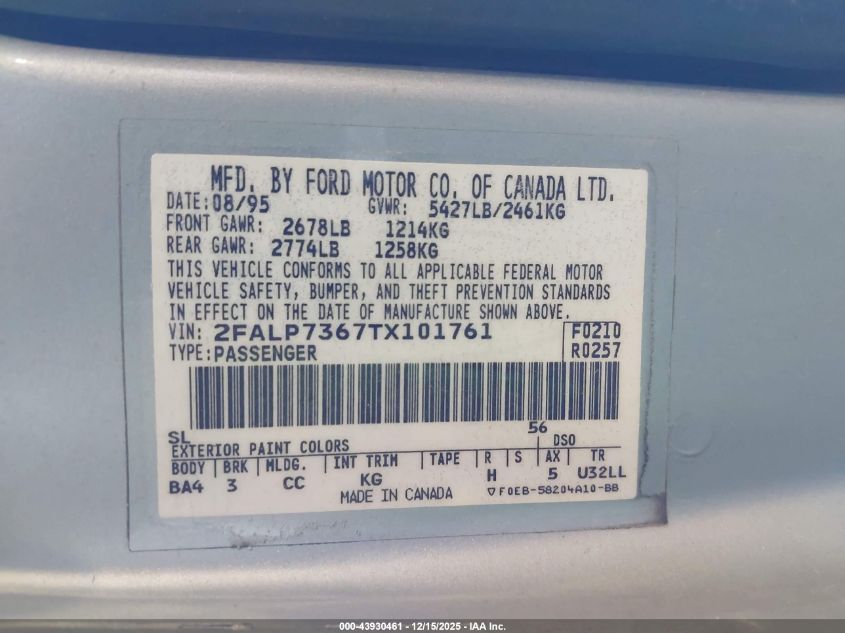 MFD. BY FORD MOTOR CO. OF CANADA LTD.
DATE: 08/95 GVWR: 5427LB/2461KG
FRONT GAWR: 2678LB 1214KG
REAR GAWR: 2774LB 1258KG
THIS VEHICLE CONFORMS TO ALL APPLICABLE FEDERAL MOTOR
VEHICLE SAFETY, BUMPER, AND THEFT PREVENTION STANDARDS
IN EFFECT ON THE DATE OF MANUFACTURE SHOWN ABOVE.
VIN: 2FALP7367TX101761 F0210
TYPE: PASSENGER R0257
SL 56
EXTERIOR PAINT COLORS DSO
BODY BRK MLDG. INT TRIM TAPE R S AX TR
BA4 3 CC KG H 5 U32LL
MADE IN CANADA ▽F0EB-58204A10-BB
000-43930461 - 12/15/2025 - IAA Inc.